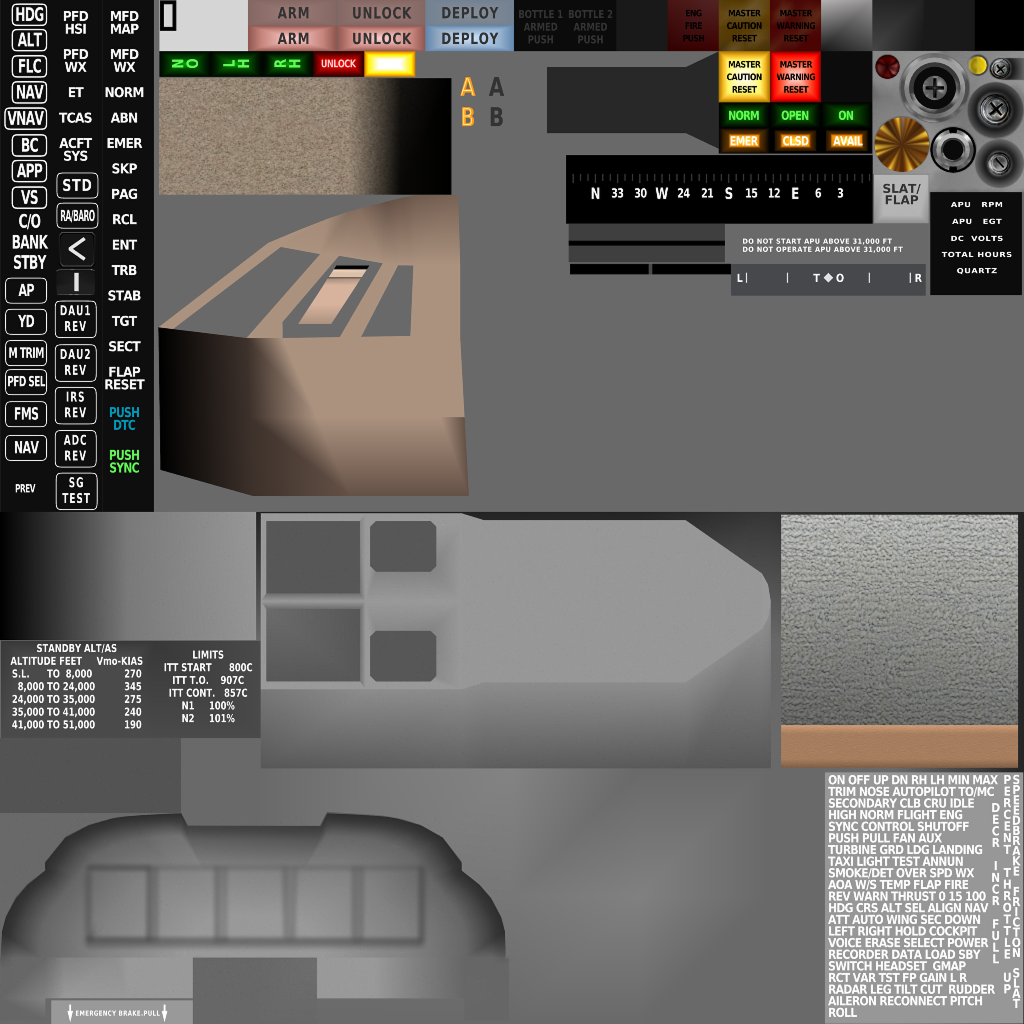 HDG
ALT
FLC
NAV
VNAV
BC
APP
VS
C/O
BANK
STBY
AP
YD
M TRIM
PFD SEL
FMS
NAV
PREV
PFD
HSI
PFD
WX
ET
TCAS
ACFT
SYS
STD
RA/BARO
<
DAU1
REV
DAU2
REV
IRS
REV
ADC
REV
SG
TEST
MFD
MAP
MFD
WX
NORM
ABN
EMER
SKP
PAG
RCL
ENT
TRB
STAB
TGT
SECT
FLAP
RESET
PUSH
DTC
PUSH
SYNC
ARM UNLOCK DEPLOY
ARM UNLOCK DEPLOY
NO LH RH UNLOCK
A A
B B
BOTTLE 1 BOTTLE 2
ARMED ARMED
PUSH PUSH
ENG
FIRE
PUSH
MASTER
CAUTION
RESET
MASTER
WARNING
RESET
MASTER
CAUTION
RESET
MASTER
WARNING
RESET
NORM OPEN ON
EMER CLSD AVAIL
N 33 30 W 24 21 S 15 12 E 6 3
SLAT/
FLAP
APU RPM
APU EGT
DC VOLTS
TOTAL HOURS
QUARTZ
DO NOT START APU ABOVE 31,000 FT
DO NOT OPERATE APU ABOVE 31,000 FT
L T◆O R
STANDBY ALT/AS
ALTITUDE FEET Vmo-KIAS
S.L. TO 8,000 270
8,000 TO 24,000 345
24,000 TO 35,000 275
35,000 TO 41,000 240
41,000 TO 51,000 190
LIMITS
ITT START 800C
ITT T.O. 907C
ITT CONT. 857C
N1 100%
N2 101%
EMERGENCY BRAKE.PULL
ON OFF UP DN RH LH MIN MAX
TRIM NOSE AUTOPILOT TO/MC
SECONDARY CLB CRU IDLE
HIGH NORM FLIGHT ENG
SYNC CONTROL SHUTOFF
PUSH PULL FAN AUX
TURBINE GRD LDG LANDING
TAXI LIGHT TEST ANNUN
SMOKE/DET OVER SPD WX
AOA W/S TEMP FLAP FIRE
REV WARN THRUST 0 15 100
HDG CRS ALT SEL ALIGN NAV
ATT AUTO WING SEC DOWN
LEFT RIGHT HOLD COCKPIT
VOICE ERASE SELECT POWER
RECORDER DATA LOAD SBY
SWITCH HEADSET GMAP
RCT VAR TST FP GAIN L R
RADAR LEG TILT CUT RUDDER
AILERON RECONNECT PITCH
ROLL
DECR INCR FULL
PERCENT THROTTLE UP
SPEEDBRAKE FRICTION SLAT